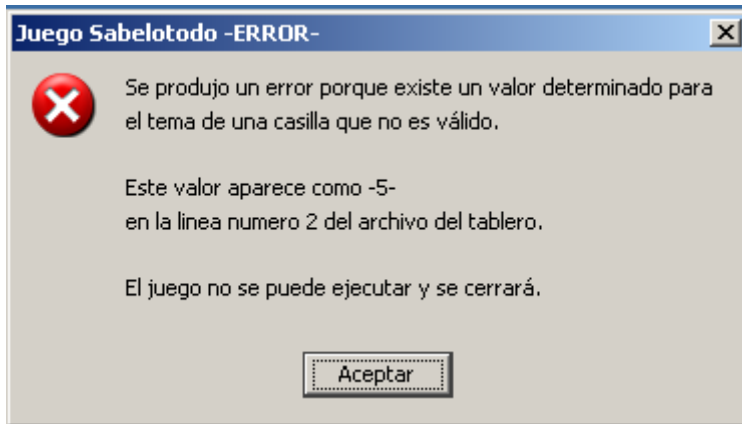 Juego Sabelotodo -ERROR-
Se produjo un error porque existe un valor determinado para
el tema de una casilla que no es válido.
Este valor aparece como -5-
en la linea numero 2 del archivo del tablero.
El juego no se puede ejecutar y se cerrará.
Aceptar